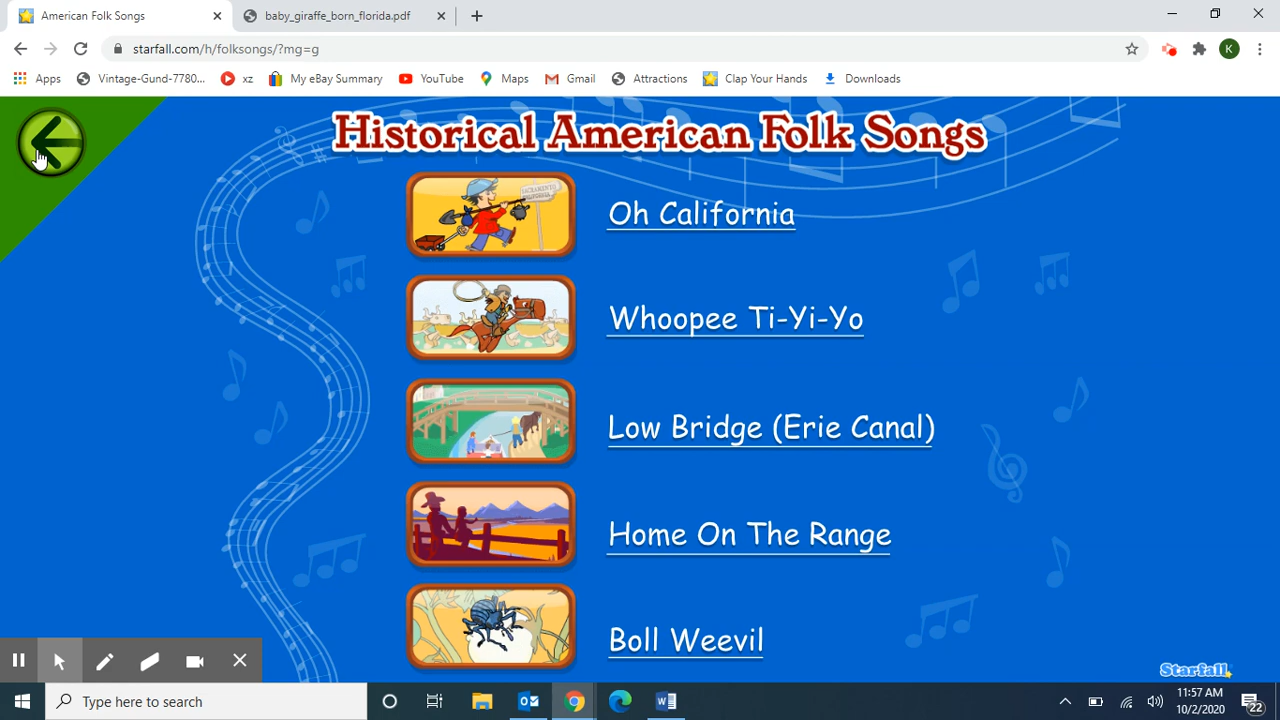 American Folk Songs
baby_giraffe_born_florida.pdf
starfall.com/h/folksongs/?mg=g
K
Apps
Vintage-Gund-7780...
xz
My eBay Summary
YouTube
Maps
Gmail
Attractions
Clap Your Hands
Downloads
Historical American Folk Songs
SACRAMENTO
CALIFORNIA
Oh California
Whoopee Ti-Yi-Yo
Low Bridge (Erie Canal)
Home On The Range
Boll Weevil
Starfall
Type here to search
11:57 AM
10/2/2020
22